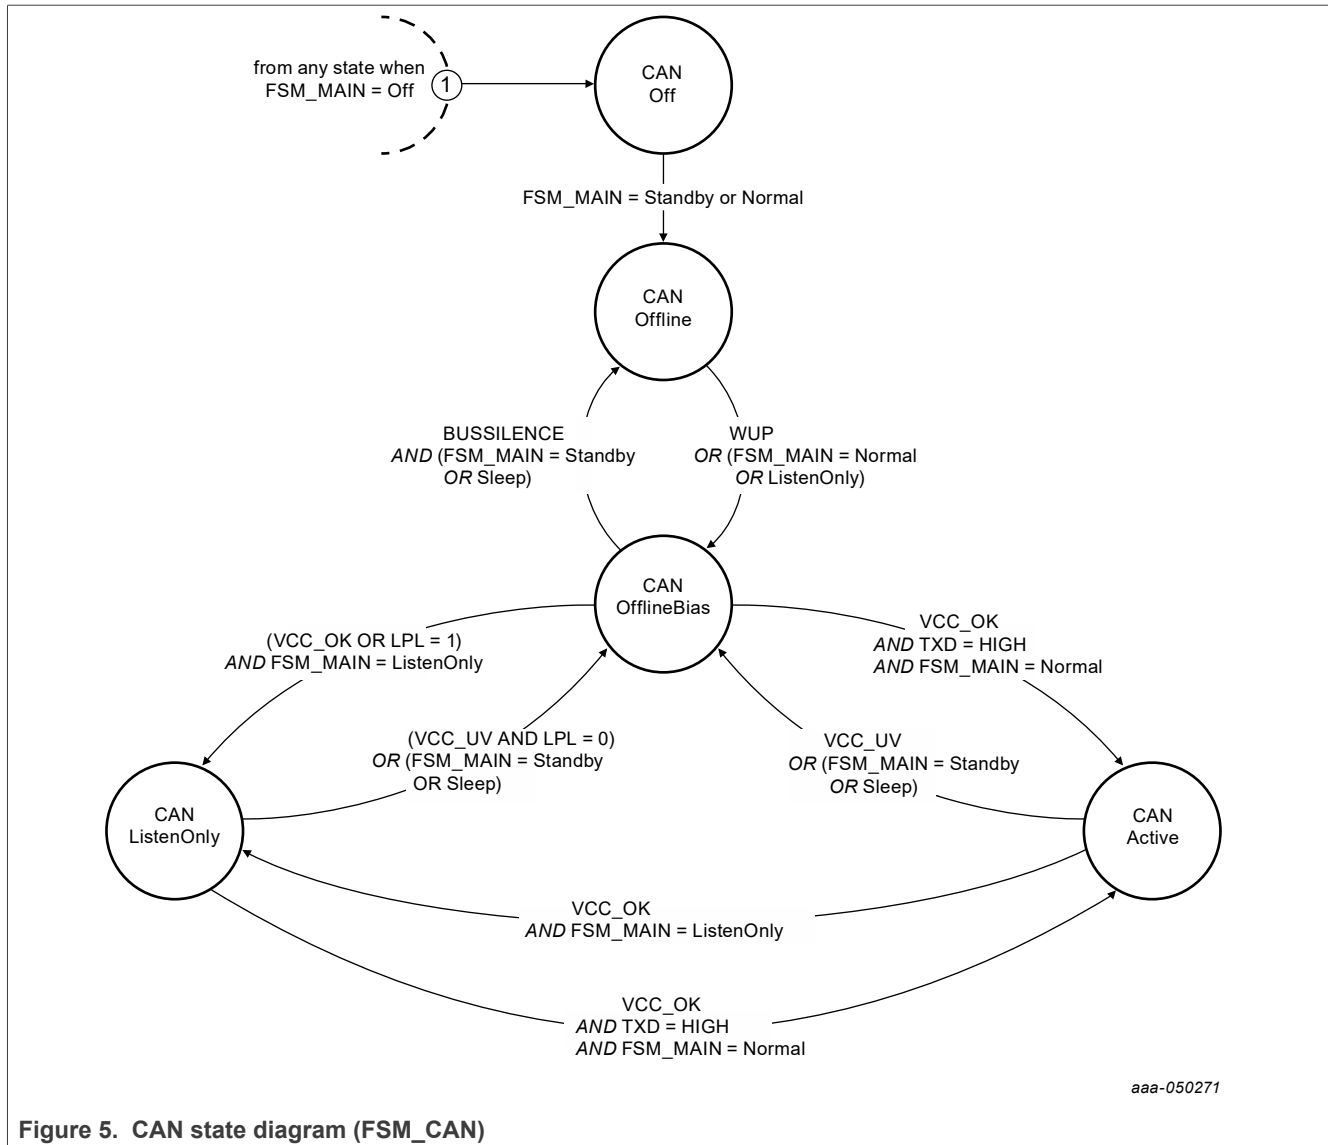 from any state when
FSM_MAIN = Off
1
CAN
Off
FSM_MAIN = Standby or Normal
CAN
Offline
BUSSILENCE
AND (FSM_MAIN = Standby
OR Sleep)
WUP
OR (FSM_MAIN = Normal
OR ListenOnly)
CAN
OfflineBias
(VCC_OK OR LPL = 1)
AND FSM_MAIN = ListenOnly
VCC_OK
AND TXD = HIGH
AND FSM_MAIN = Normal
(VCC_UV AND LPL = 0)
OR (FSM_MAIN = Standby
OR Sleep)
VCC_UV
OR (FSM_MAIN = Standby
OR Sleep)
CAN
ListenOnly
CAN
Active
VCC_OK
AND FSM_MAIN = ListenOnly
VCC_OK
AND TXD = HIGH
AND FSM_MAIN = Normal
aaa-050271
Figure 5. CAN state diagram (FSM_CAN)